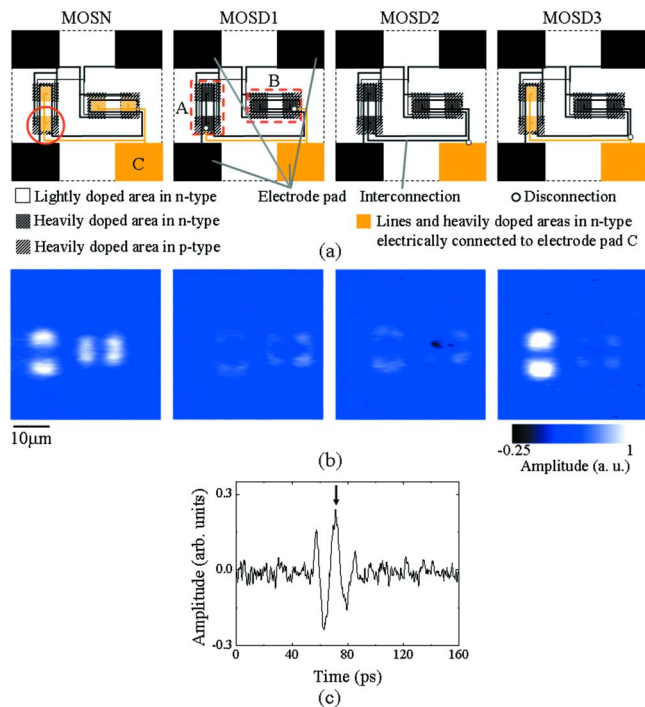 MOSN MOSD1 MOSD2 MOSD3
A B
C
Electrode pad Interconnection Disconnection
Lightly doped area in n-type
Heavily doped area in n-type
Heavily doped area in p-type
Lines and heavily doped areas in n-type
electrically connected to electrode pad C
(a)
10μm
-0.25 1
Amplitude (a. u.)
(b)
Amplitude (arb. units)
0.3
0.0
-0.3
0 40 80 120 160
Time (ps)
(c)